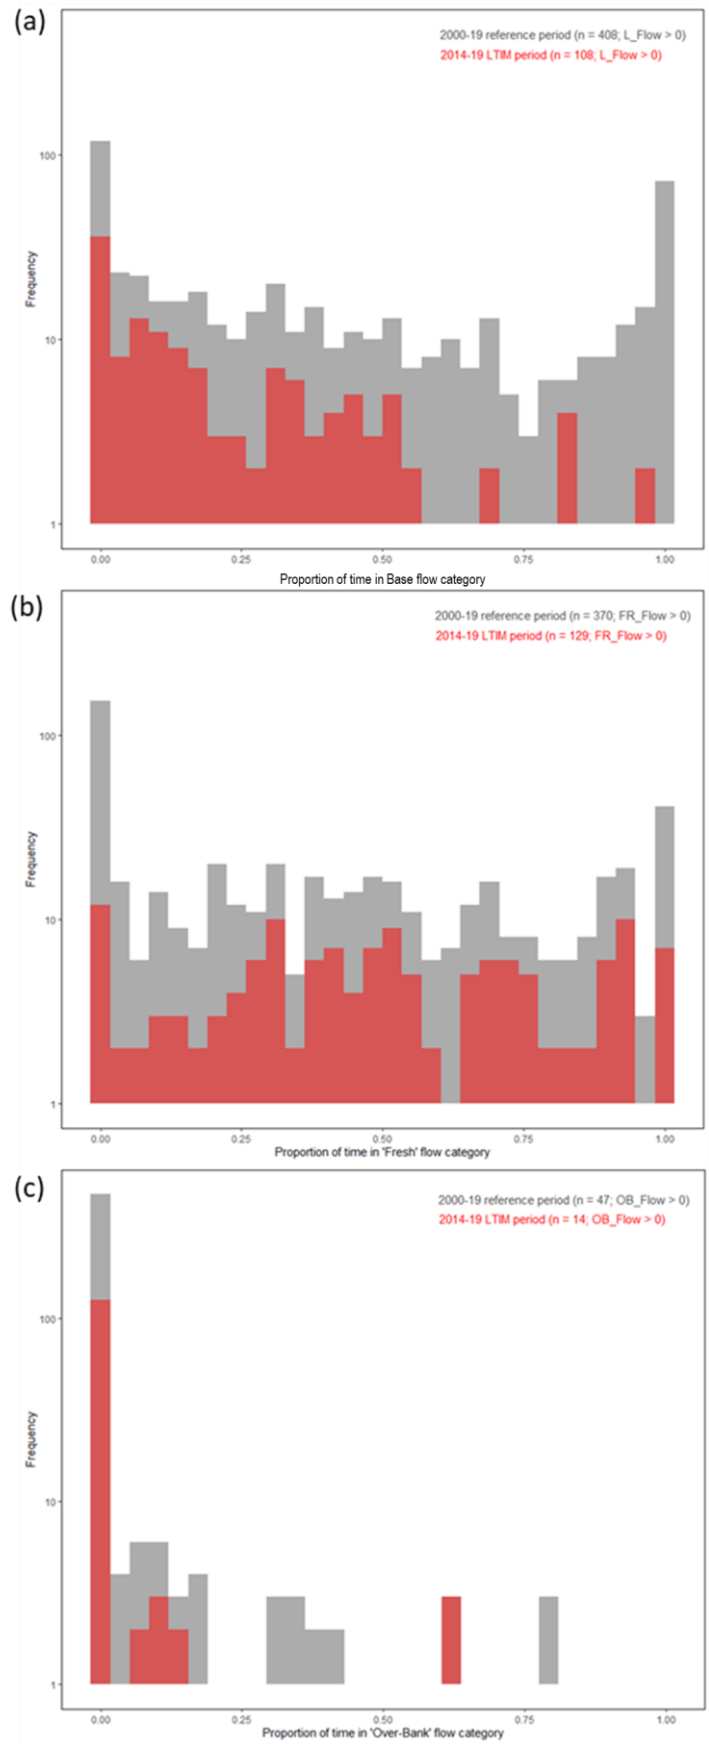 (a)
2000-19 reference period (n = 408; L_Flow > 0)
2014-19 LTIM period (n = 108; L_Flow > 0)
100
10
1
Frequency
0.00 0.25 0.50 0.75 1.00
Proportion of time in Base flow category
(b)
2000-19 reference period (n = 370; FR_Flow > 0)
2014-19 LTIM period (n = 129; FR_Flow > 0)
100
10
1
Frequency
0.00 0.25 0.50 0.75 1.00
Proportion of time in 'Fresh' flow category
(c)
2000-19 reference period (n = 47; OB_Flow > 0)
2014-19 LTIM period (n = 14; OB_Flow > 0)
100
10
1
Frequency
0.00 0.25 0.50 0.75 1.00
Proportion of time in 'Over-Bank' flow category